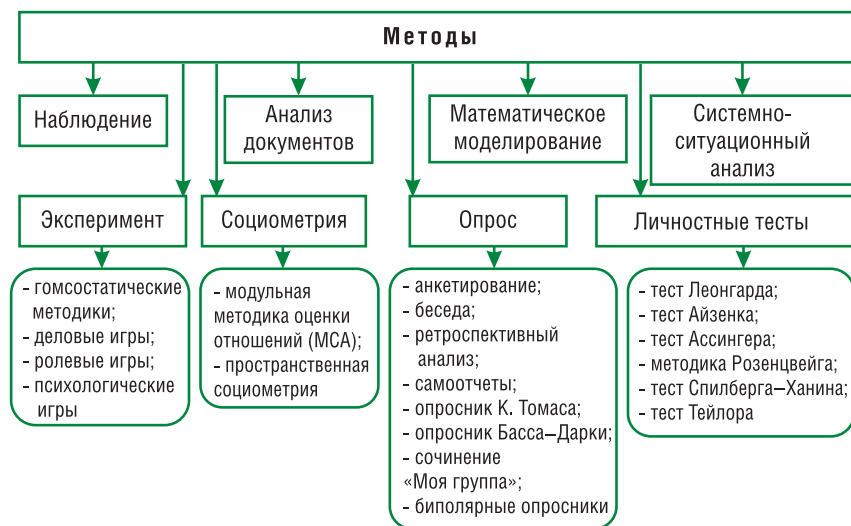 Методы
Наблюдение
Анализ
документов
Математическое
моделирование
Системно-
ситуационный
анализ
Эксперимент
Социометрия
Опрос
Личностные тесты
- гомсостатические
методики;
- деловые игры;
- ролевые игры;
- психологические
игры
- модульная
методика оценки
отношений (МСА);
- пространственная
социометрия
- анкетирование;
- беседа;
- ретроспективный
анализ;
- самоотчеты;
- опросник К. Томаса;
- опросник Басса–Дарки;
- сочинение
«Моя группа»;
- биполярные опросники
- тест Леонгарда;
- тест Айзенка;
- тест Ассингера;
- методика Розенцвейга;
- тест Спилберга–Ханина;
- тест Тейлора